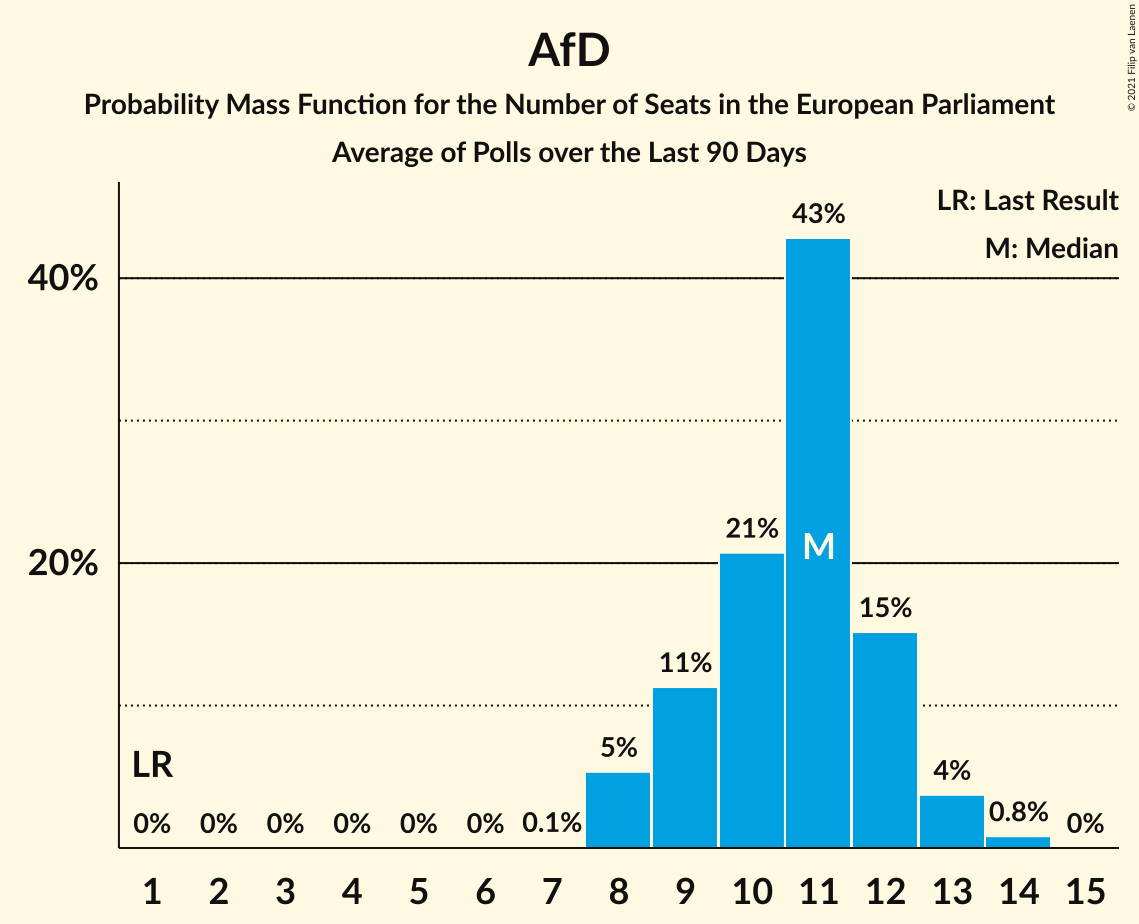 AfD
Probability Mass Function for the Number of Seats in the European Parliament
Average of Polls over the Last 90 Days
© 2021 Filip van Laenen
LR: Last Result
M: Median
43%
40%
21%
M
20%
15%
11%
5%
4%
LR
0% 0% 0% 0% 0% 0% 0.1% 0.8% 0%
1 2 3 4 5 6 7 8 9 10 11 12 13 14 15